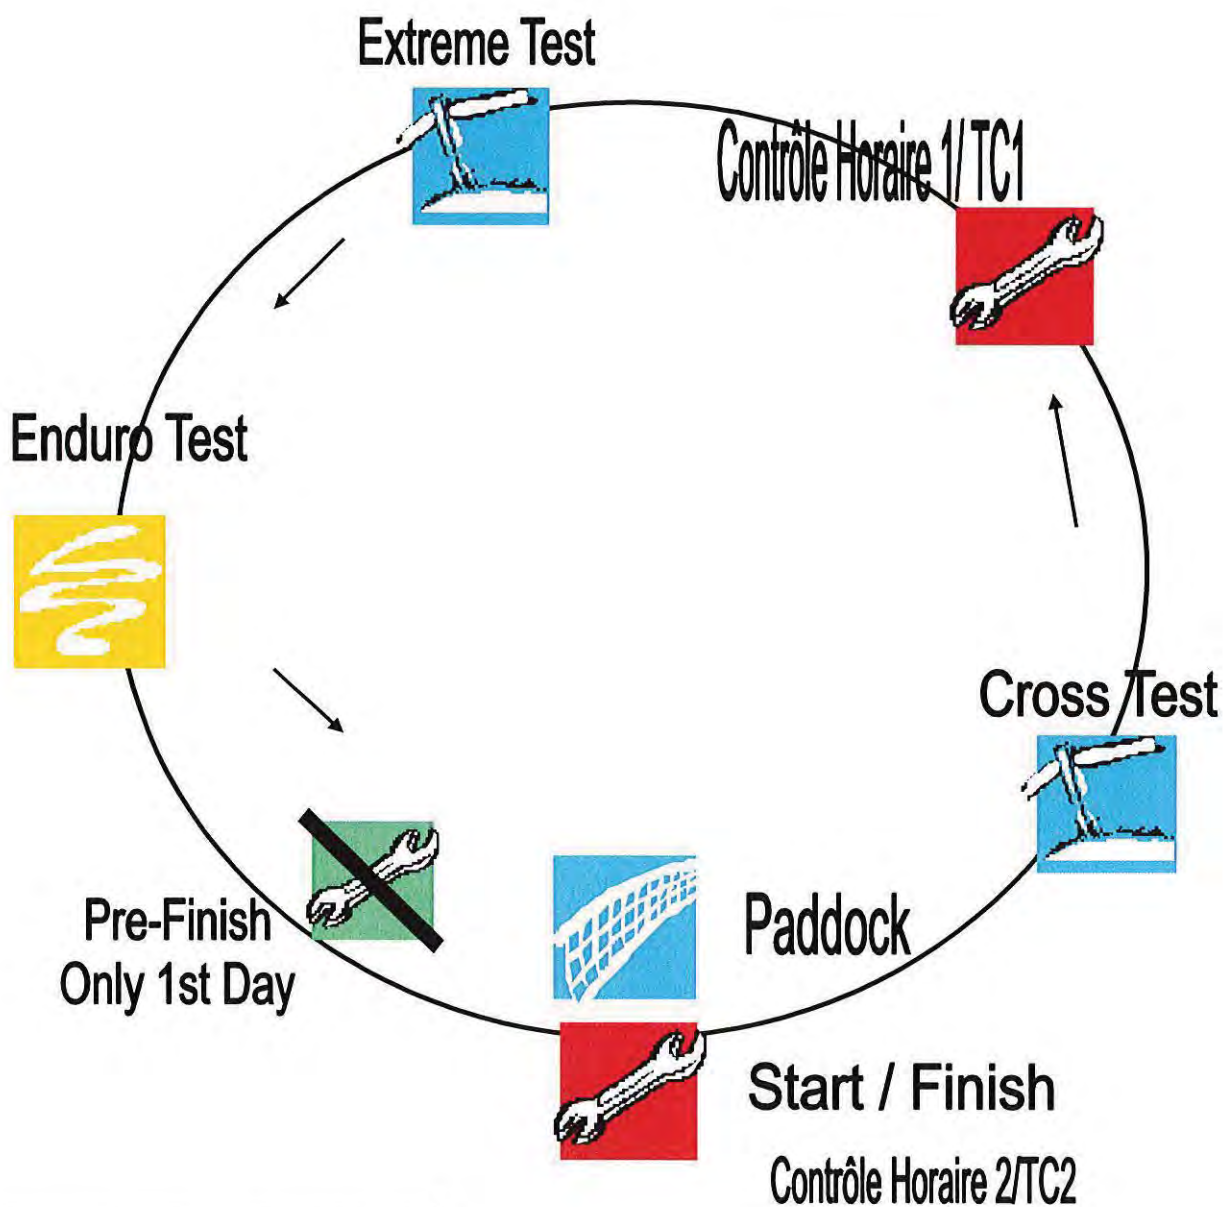 Extreme Test
Contrôle Horaire 1/ TC1
Enduro Test
Cross Test
Pre-Finish
Only 1st Day
Paddock
Start / Finish
Contrôle Horaire 2/TC2